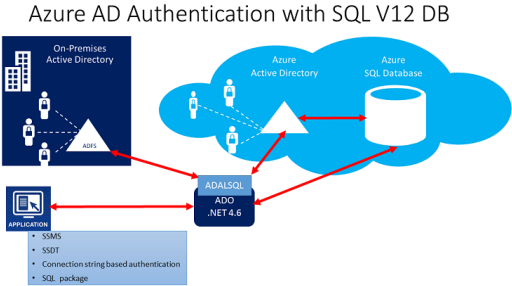 Azure AD Authentication with SQL V12 DB
On-Premises
Active Directory
Azure
Active Directory
Azure
SQL Database
ADFS
ADALSQL
ADO
.NET 4.6
APPLICATION
• SSMS
• SSDT
• Connection string based authentication
• SQL package